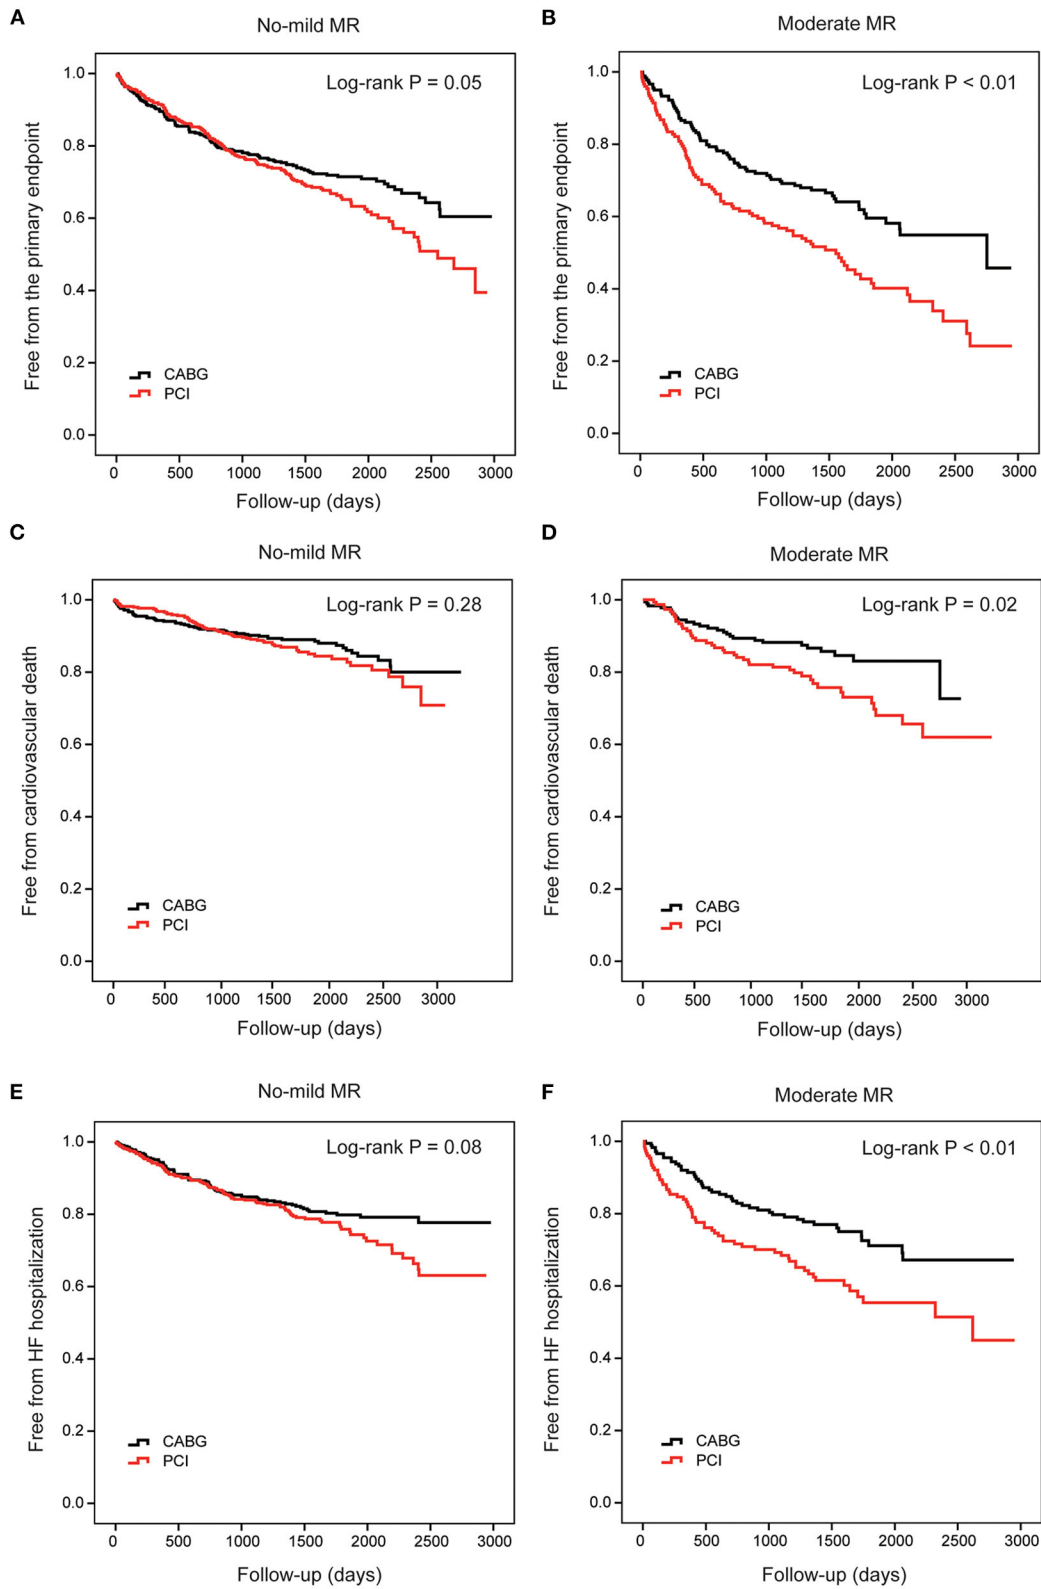 A
No-mild MR
Log-rank P = 0.05
Free from the primary endpoint
1.0
0.8
0.6
0.4
0.2
0.0
CABG
PCI
0 500 1000 1500 2000 2500 3000
Follow-up (days)
B
Moderate MR
Log-rank P < 0.01
Free from the primary endpoint
1.0
0.8
0.6
0.4
0.2
0.0
CABG
PCI
0 500 1000 1500 2000 2500 3000
Follow-up (days)
C
No-mild MR
Log-rank P = 0.28
Free from cardiovascular death
1.0
0.8
0.6
0.4
0.2
0.0
CABG
PCI
0 500 1000 1500 2000 2500 3000
Follow-up (days)
D
Moderate MR
Log-rank P = 0.02
Free from cardiovascular death
1.0
0.8
0.6
0.4
0.2
0.0
CABG
PCI
0 500 1000 1500 2000 2500 3000
Follow-up (days)
E
No-mild MR
Log-rank P = 0.08
Free from HF hospitalization
1.0
0.8
0.6
0.4
0.2
0.0
CABG
PCI
0 500 1000 1500 2000 2500 3000
Follow-up (days)
F
Moderate MR
Log-rank P < 0.01
Free from HF hospitalization
1.0
0.8
0.6
0.4
0.2
0.0
CABG
PCI
0 500 1000 1500 2000 2500 3000
Follow-up (days)